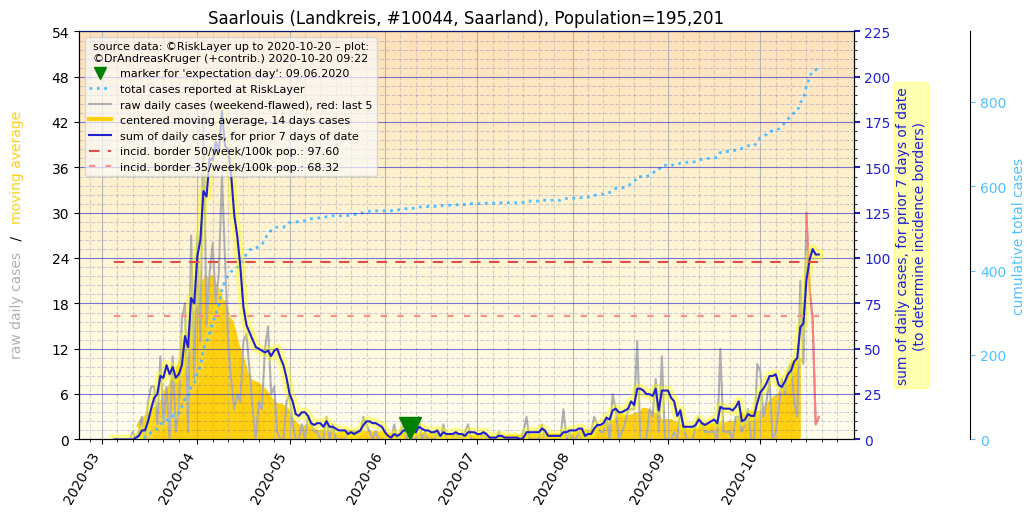 Saarlouis (Landkreis, #10044, Saarland), Population=195,201
source data: ©RiskLayer up to 2020-10-20 – plot:
©DrAndreasKruger (+contrib.) 2020-10-20 09:22
marker for 'expectation day': 09.06.2020
total cases reported at RiskLayer
raw daily cases (weekend-flawed), red: last 5
centered moving average, 14 days cases
sum of daily cases, for prior 7 days of date
incid. border 50/week/100k pop.: 97.60
incid. border 35/week/100k pop.: 68.32
raw daily cases / moving average
54
48
42
36
30
24
18
12
6
0
225
200
175
150
125
100
75
50
25
0
sum of daily cases, for prior 7 days of date
(to determine incidence borders)
800
600
400
200
0
cumulative total cases
2020-03
2020-04
2020-05
2020-06
2020-07
2020-08
2020-09
2020-10